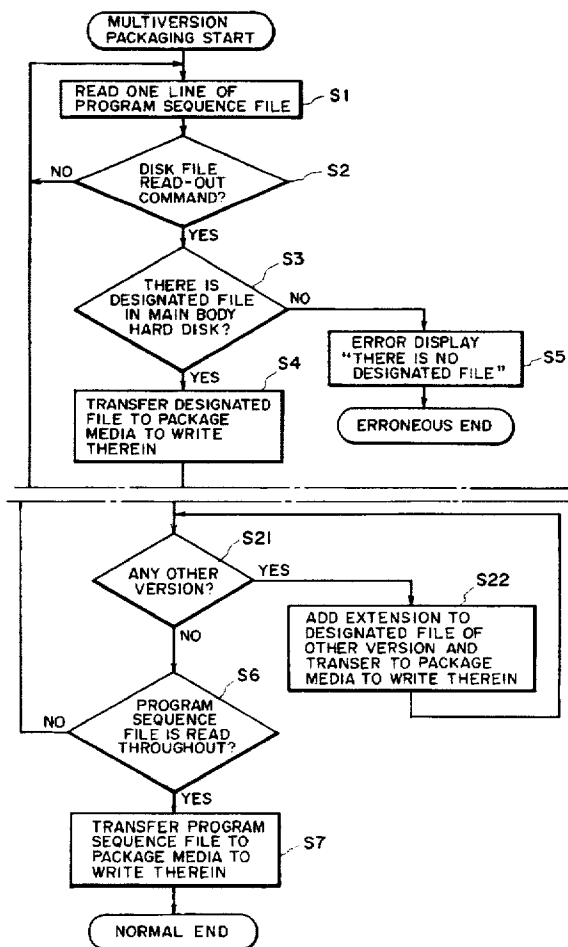 MULTIVERSION
PACKAGING START
READ ONE LINE OF
PROGRAM SEQUENCE FILE
S1
DISK FILE
READ-OUT
COMMAND?
S2
NO
YES
THERE IS
DESIGNATED FILE
IN MAIN BODY
HARD DISK?
S3
NO
YES
ERROR DISPLAY
"THERE IS NO
DESIGNATED FILE"
S5
ERRONEOUS END
S4
TRANSFER DESIGNATED
FILE TO PACKAGE
MEDIA TO WRITE
THEREIN
S21
ANY OTHER
VERSION?
YES
NO
S22
ADD EXTENSION TO
DESIGNATED FILE OF
OTHER VERSION AND
TRANSER TO PACKAGE
MEDIA TO WRITE THEREIN
S6
PROGRAM
SEQUENCE
FILE IS READ
THROUGHOUT?
NO
YES
TRANSFER PROGRAM
SEQUENCE FILE TO
PACKAGE MEDIA TO
WRITE THEREIN
S7
NORMAL END